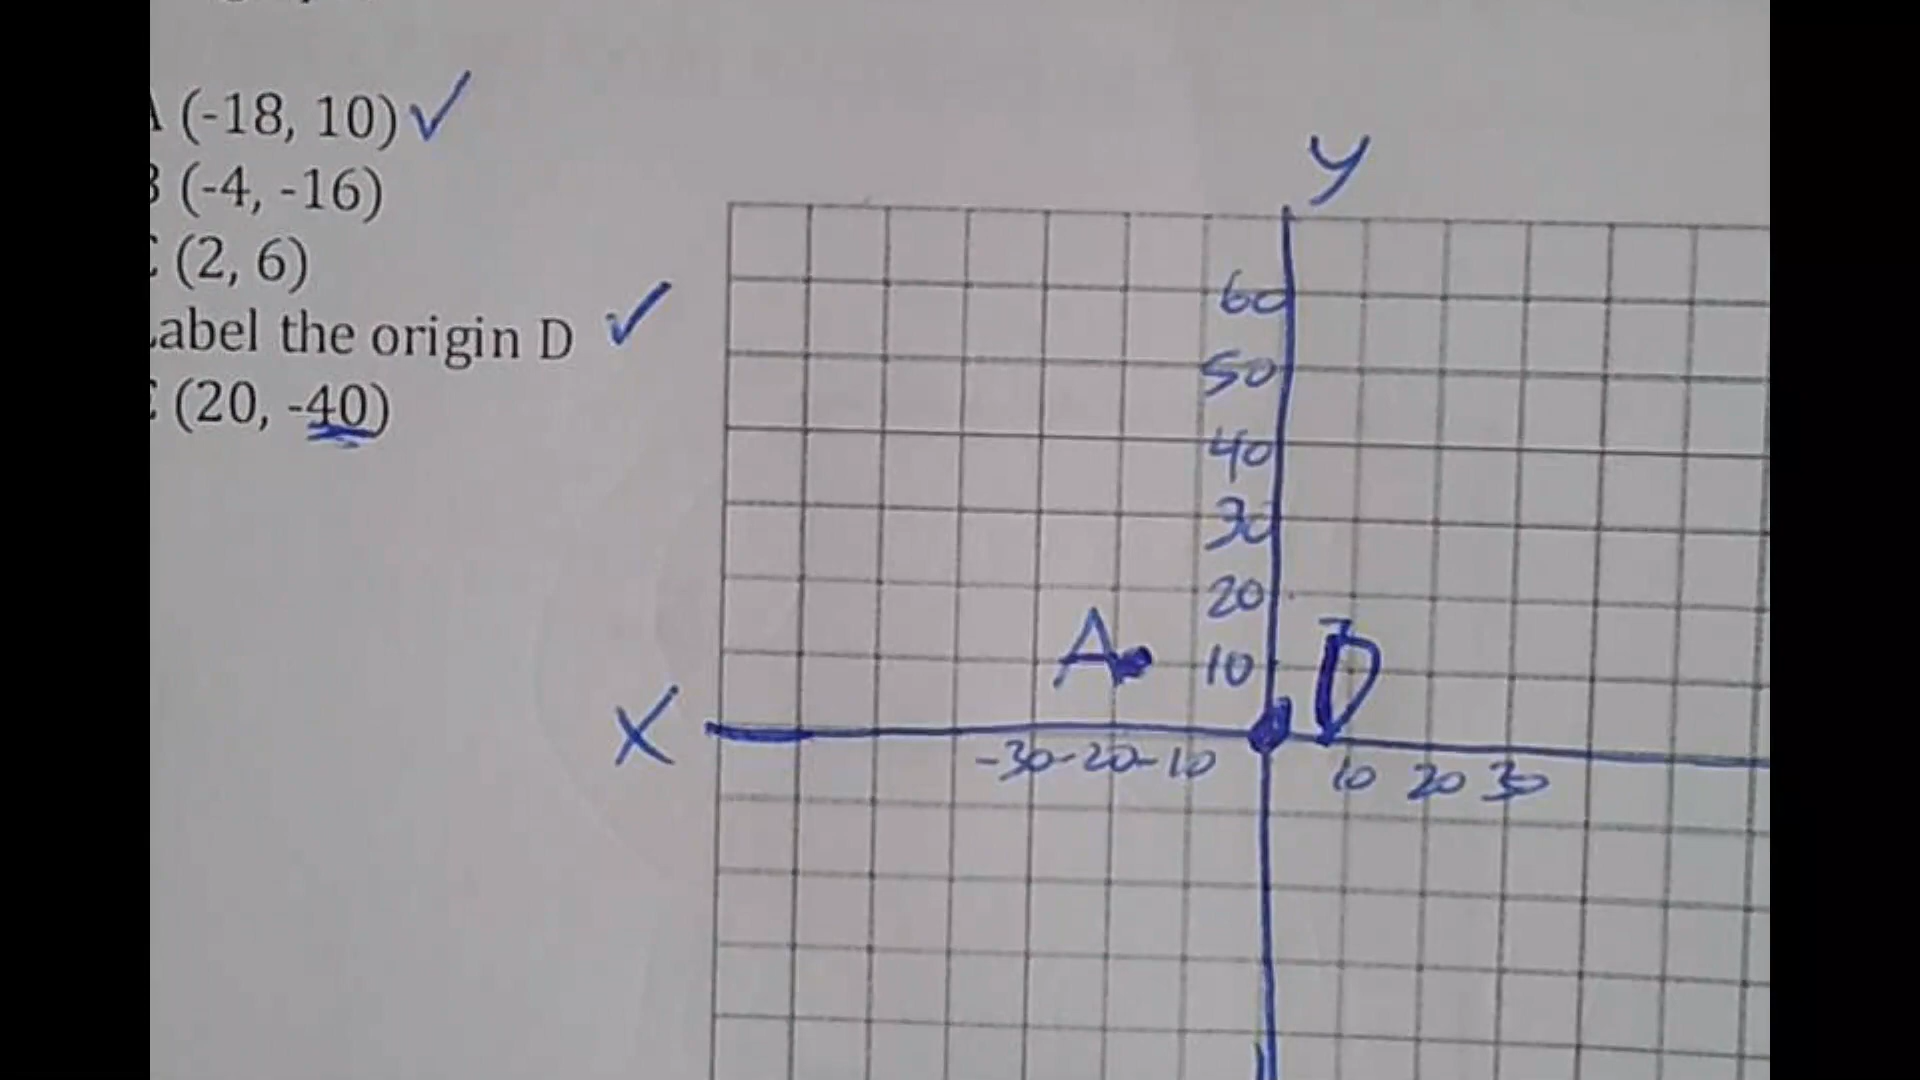 A (-18, 10)
B (-4, -16)
C (2, 6)
Label the origin D
E (20, -40)
y
60
50
40
30
20
10
A
D
X
-30 -20 -10
10 20 30